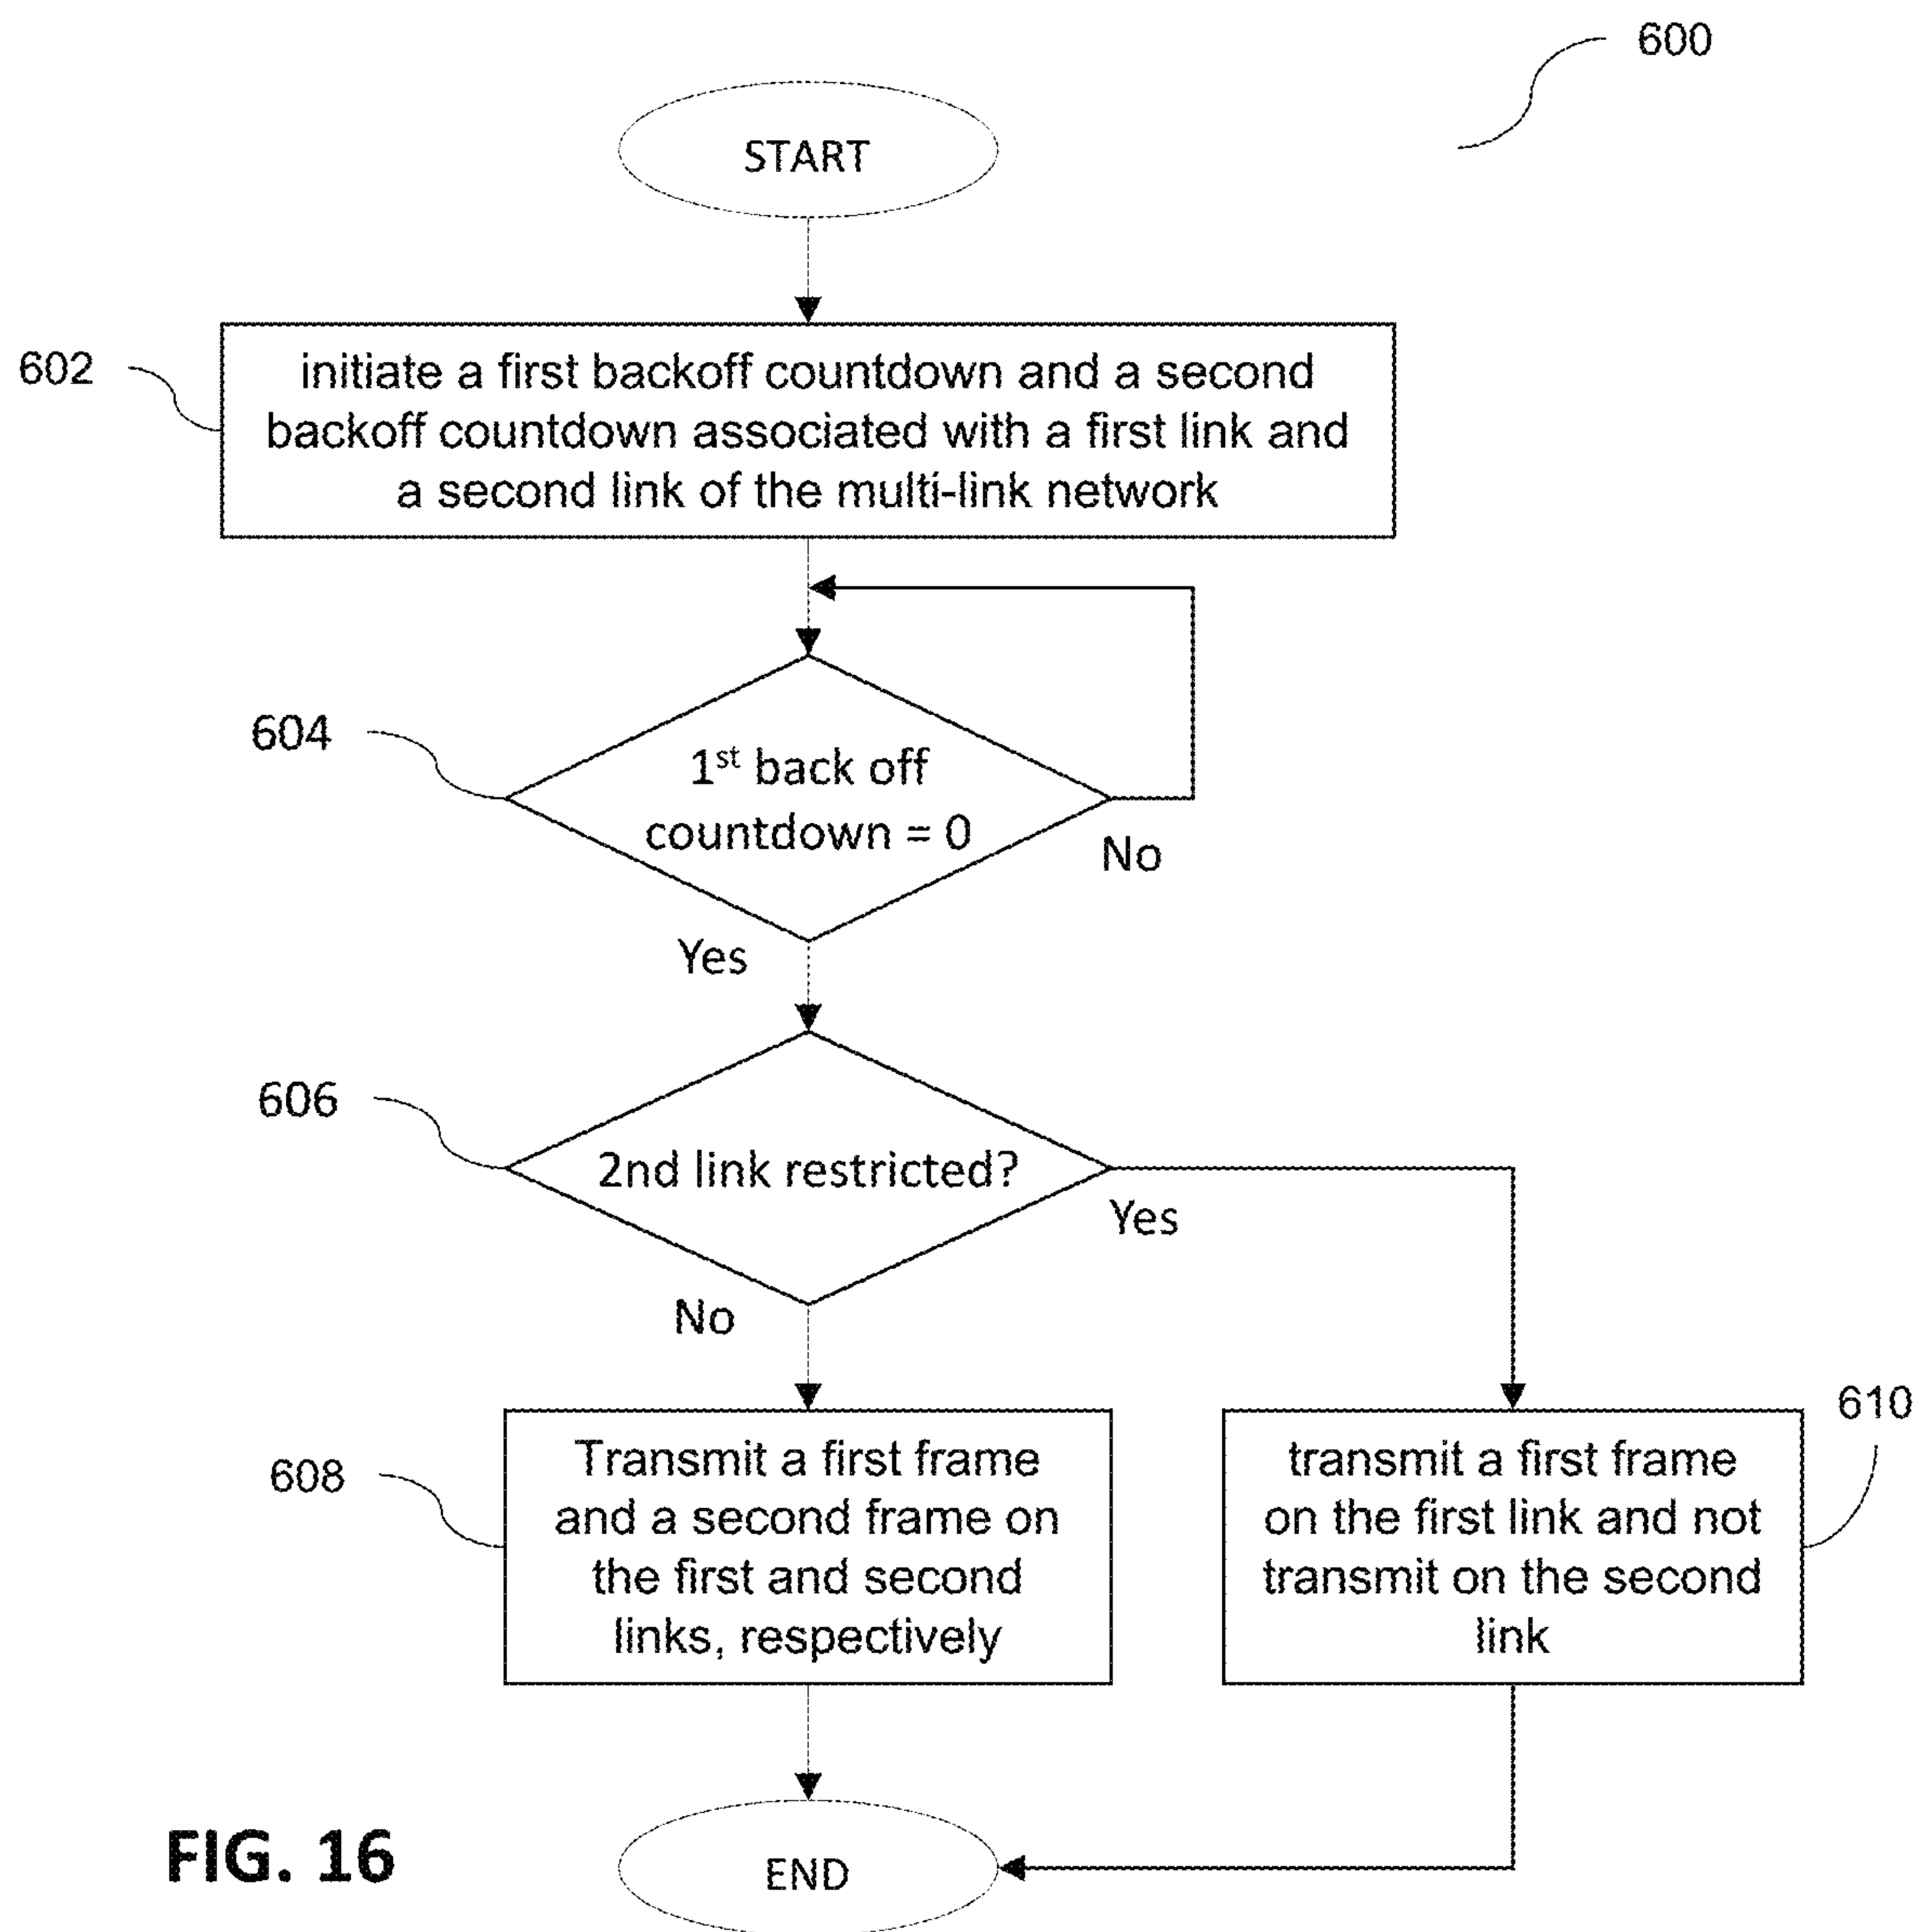 600
START
602
initiate a first backoff countdown and a second
backoff countdown associated with a first link and
a second link of the multi-link network
604
1st back off
countdown = 0
No
Yes
606
2nd link restricted?
Yes
No
608
Transmit a first frame
and a second frame on
the first and second
links, respectively
610
transmit a first frame
on the first link and not
transmit on the second
link
FIG. 16
END